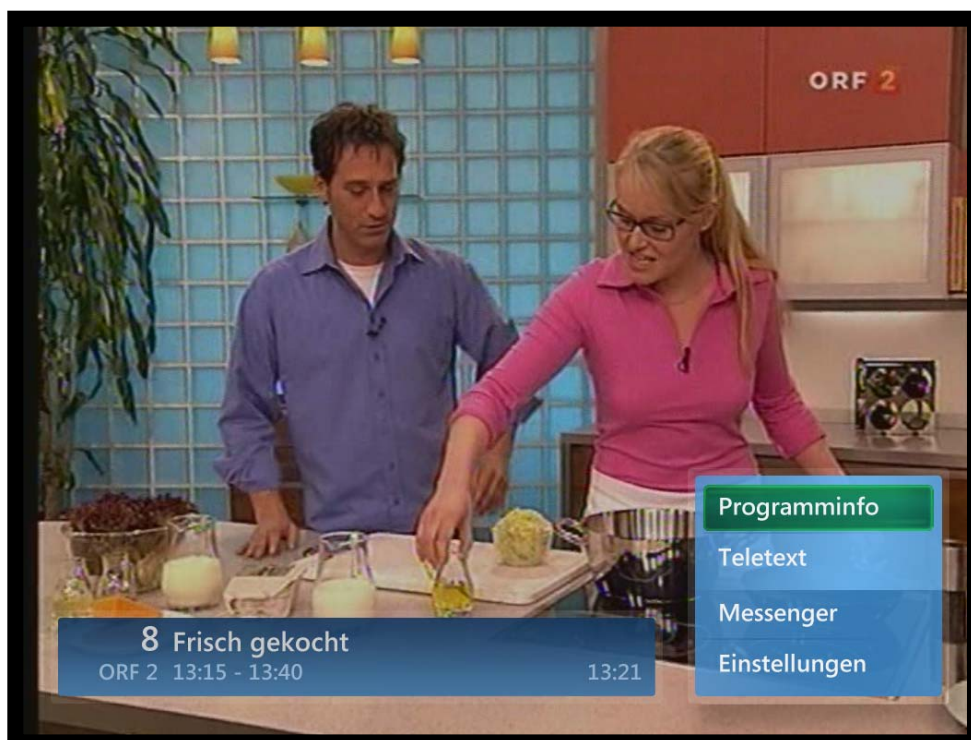 ORF 2
Programminfo
Teletext
Messenger
Einstellungen
8 Frisch gekocht
ORF 2 13:15 - 13:40 13:21